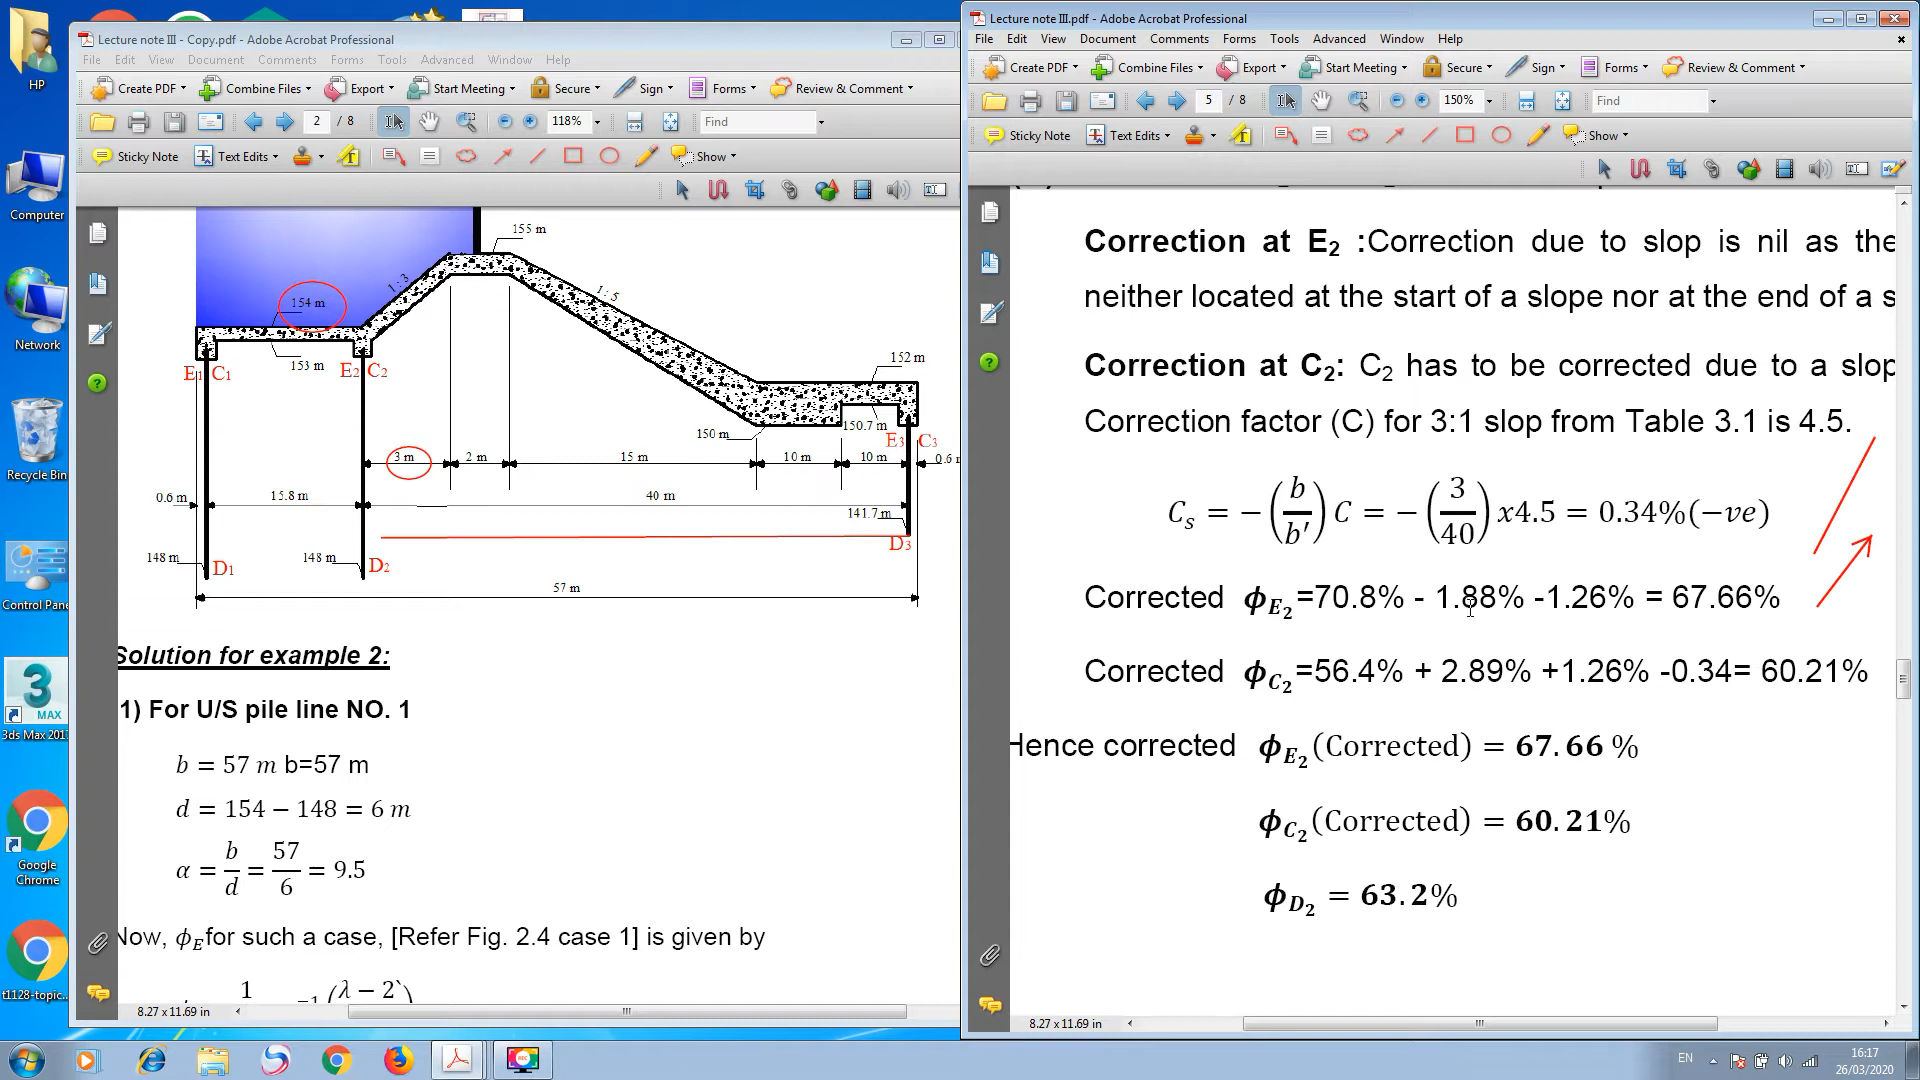 HP
Computer
Network
Recycle Bin
Control Pane
3
MAX
3ds Max 201
Google
Chrome
t1128-topic...
Lecture note III - Copy.pdf - Adobe Acrobat Professional
File Edit View Document Comments Forms Tools Advanced Window Help
Create PDF Combine Files Export Start Meeting Secure Sign Forms Review & Comment
2 / 8 118% Find
Sticky Note Text Edits Show
155 m
1 : 3
1 : 5
154 m
153 m
E1 C1
E2 C2
152 m
150 m
150.7 m
E3 C3
3 m 2 m 15 m 10 m 10 m 0.6 m
0.6 m 15.8 m 40 m
141.7 m
D3
148 m D1
148 m D2
57 m
Solution for example 2:
1) For U/S pile line NO. 1
b = 57 m b=57 m
d = 154 − 148 = 6 m
α = b/d = 57/6 = 9.5
Now, ϕE for such a case, [Refer Fig. 2.4 case 1] is given by
8.27 x 11.69 in
Lecture note III.pdf - Adobe Acrobat Professional
File Edit View Document Comments Forms Tools Advanced Window Help
Create PDF Combine Files Export Start Meeting Secure Sign Forms Review & Comment
5 / 8 150% Find
Sticky Note Text Edits Show
Correction at E2 :Correction due to slop is nil as the
neither located at the start of a slope nor at the end of a s
Correction at C2: C2 has to be corrected due to a slop
Correction factor (C) for 3:1 slop from Table 3.1 is 4.5.
Cs = −(b/b′) C = −(3/40) x4.5 = 0.34%(−ve)
Corrected ϕE2=70.8% - 1.88% -1.26% = 67.66%
Corrected ϕC2=56.4% + 2.89% +1.26% -0.34= 60.21%
Hence corrected ϕE2(Corrected) = 67.66 %
ϕC2(Corrected) = 60.21%
ϕD2 = 63.2%
8.27 x 11.69 in
REC
EN
16:17
26/03/2020